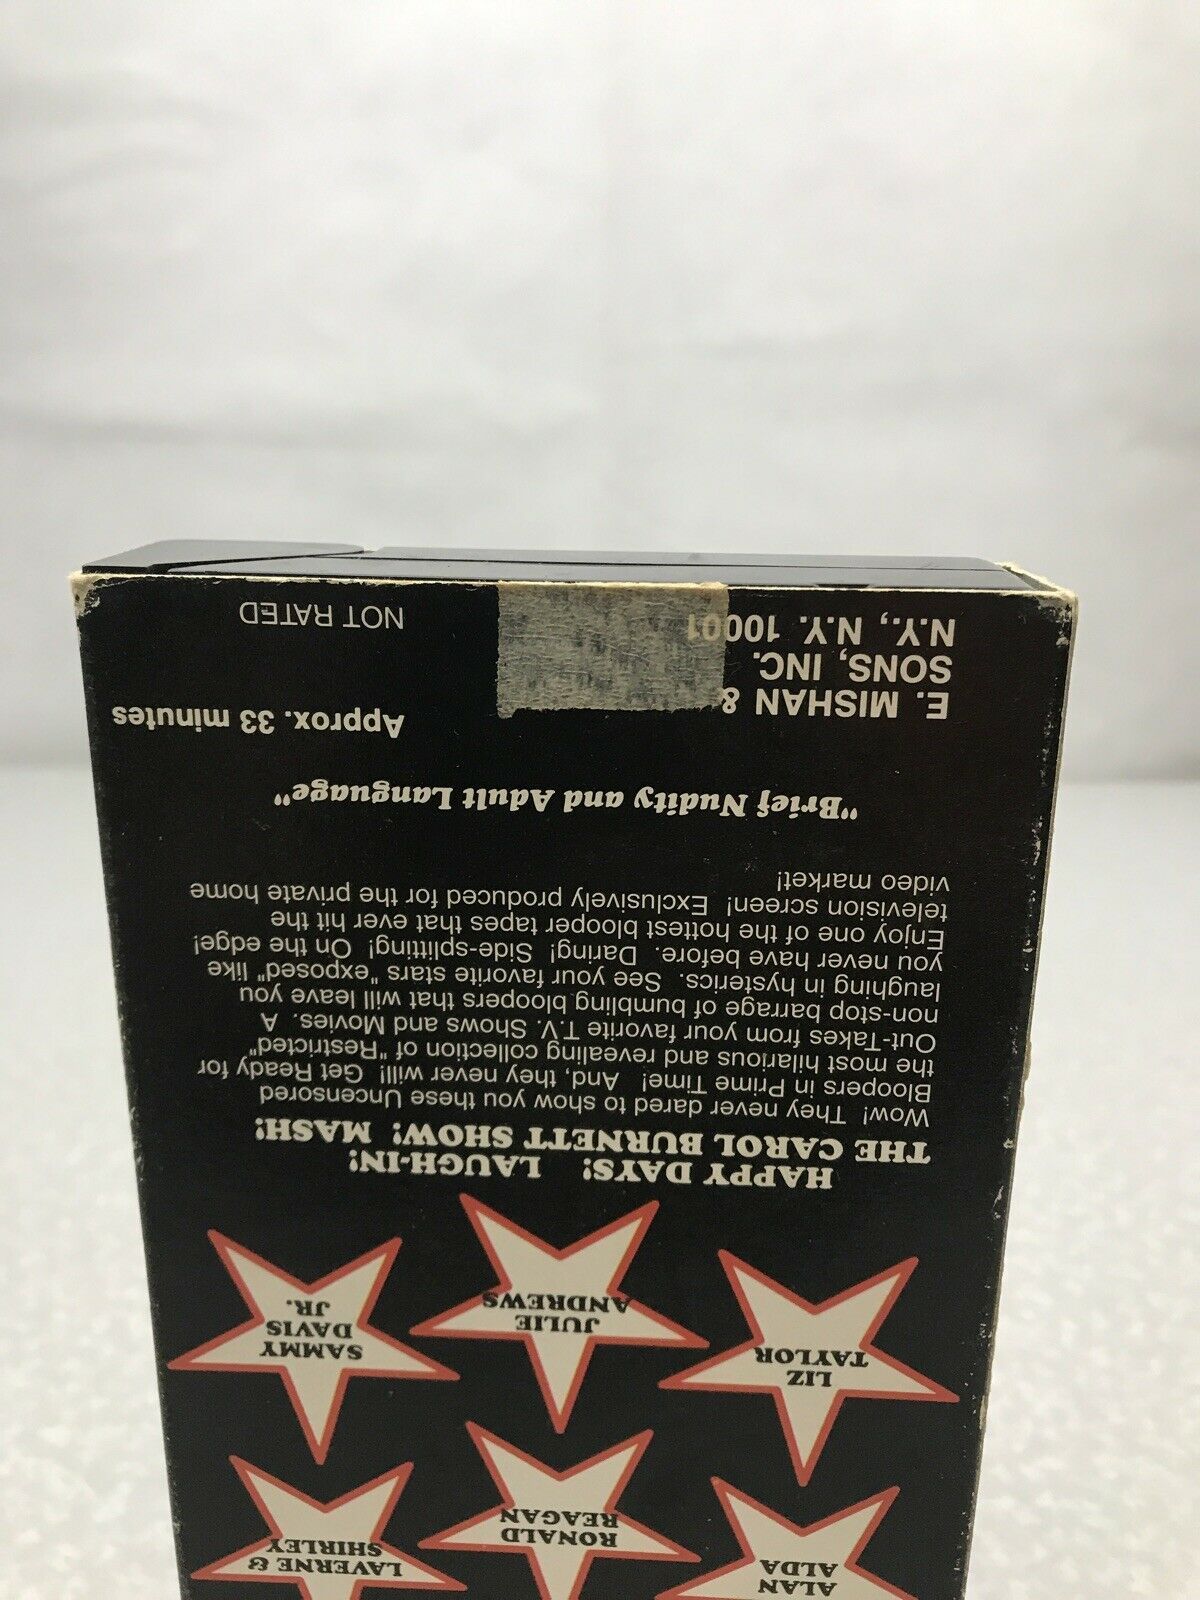 ALAN
ALDA
RONALD
REAGAN
LAVERNE &
SHIRLEY
LIZ
TAYLOR
JULIE
ANDREWS
SAMMY
DAVIS
JR.
HAPPY DAYS! LAUGH-IN!
THE CAROL BURNETT SHOW! MASH!
Wow! They never dared to show you these Uncensored
Bloopers in Prime Time! And, they never will! Get Ready for
the most hilarious and revealing collection of "Restricted"
Out-Takes from your favorite T.V. Shows and Movies. A
non-stop barrage of bumbling bloopers that will leave you
laughing in hysterics. See your favorite stars "exposed" like
you never have before. Daring! Side-splitting! On the edge!
Enjoy one of the hottest blooper tapes that ever hit the
television screen! Exclusively produced for the private home
video market!
"Brief Nudity and Adult Language"
E. MISHAN &
SONS, INC.
N.Y., N.Y. 10001
Approx. 33 minutes
NOT RATED